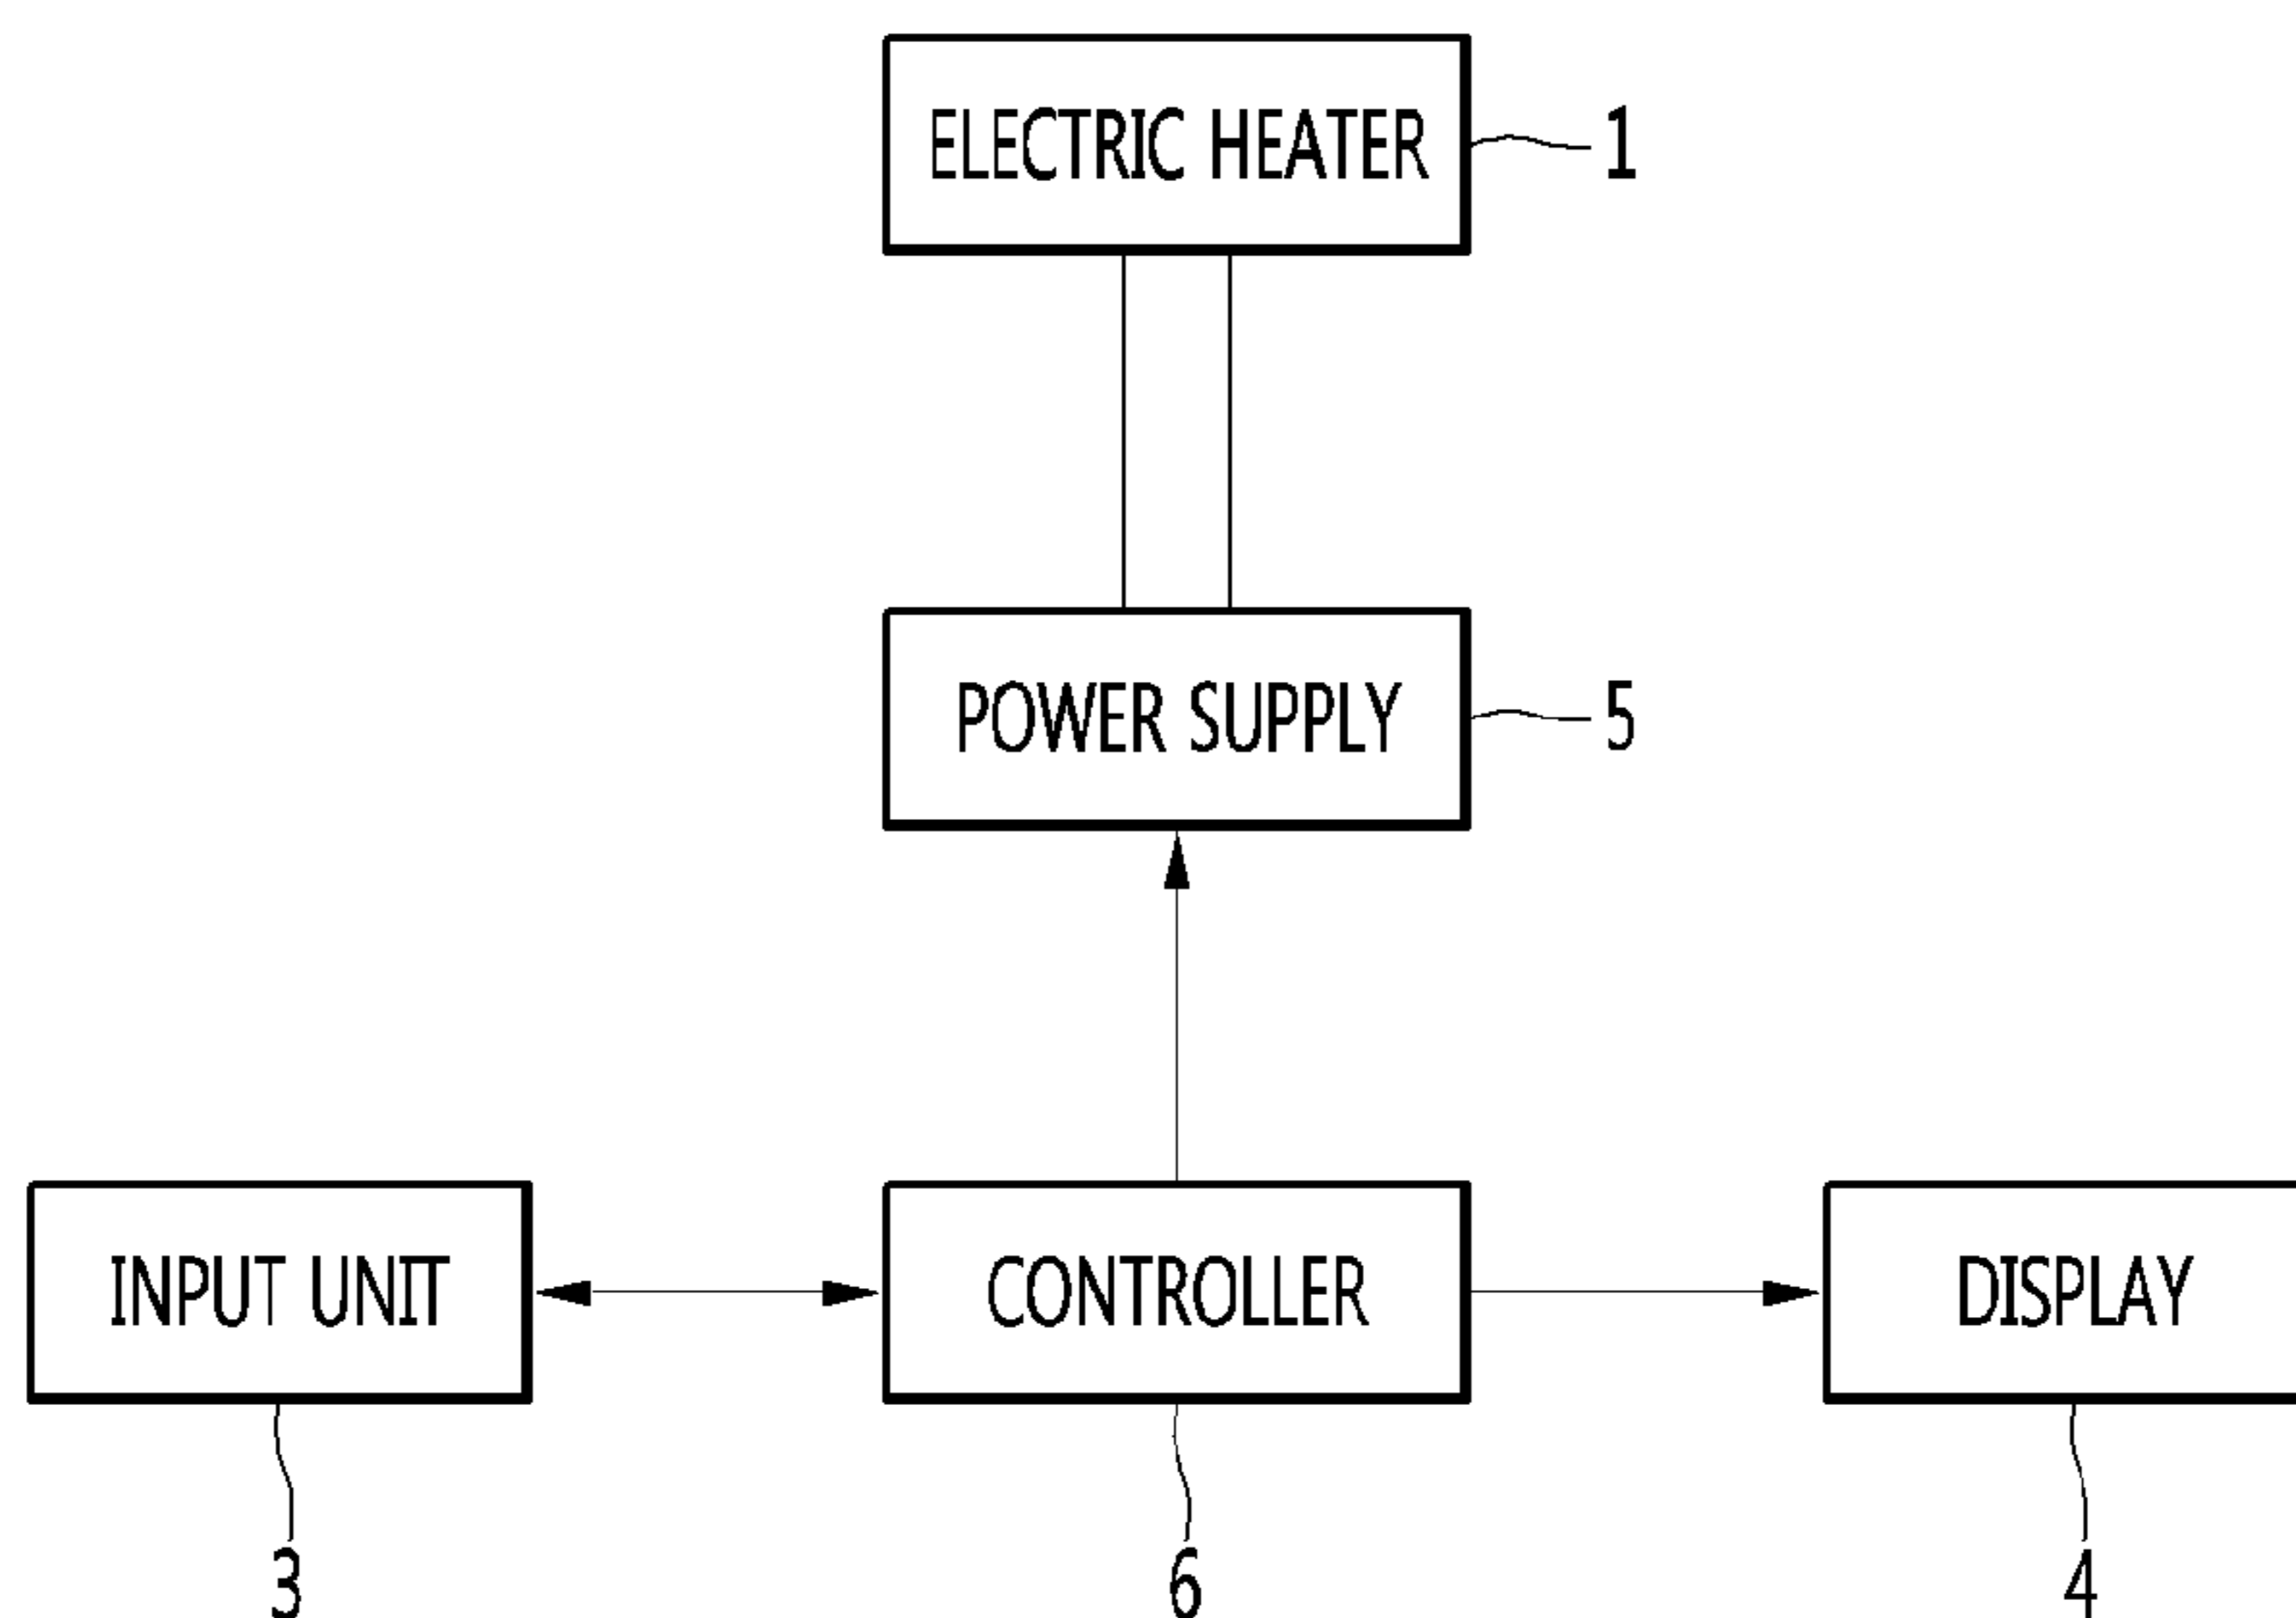 ELECTRIC HEATER 1
POWER SUPPLY 5
INPUT UNIT CONTROLLER DISPLAY
3 6 4